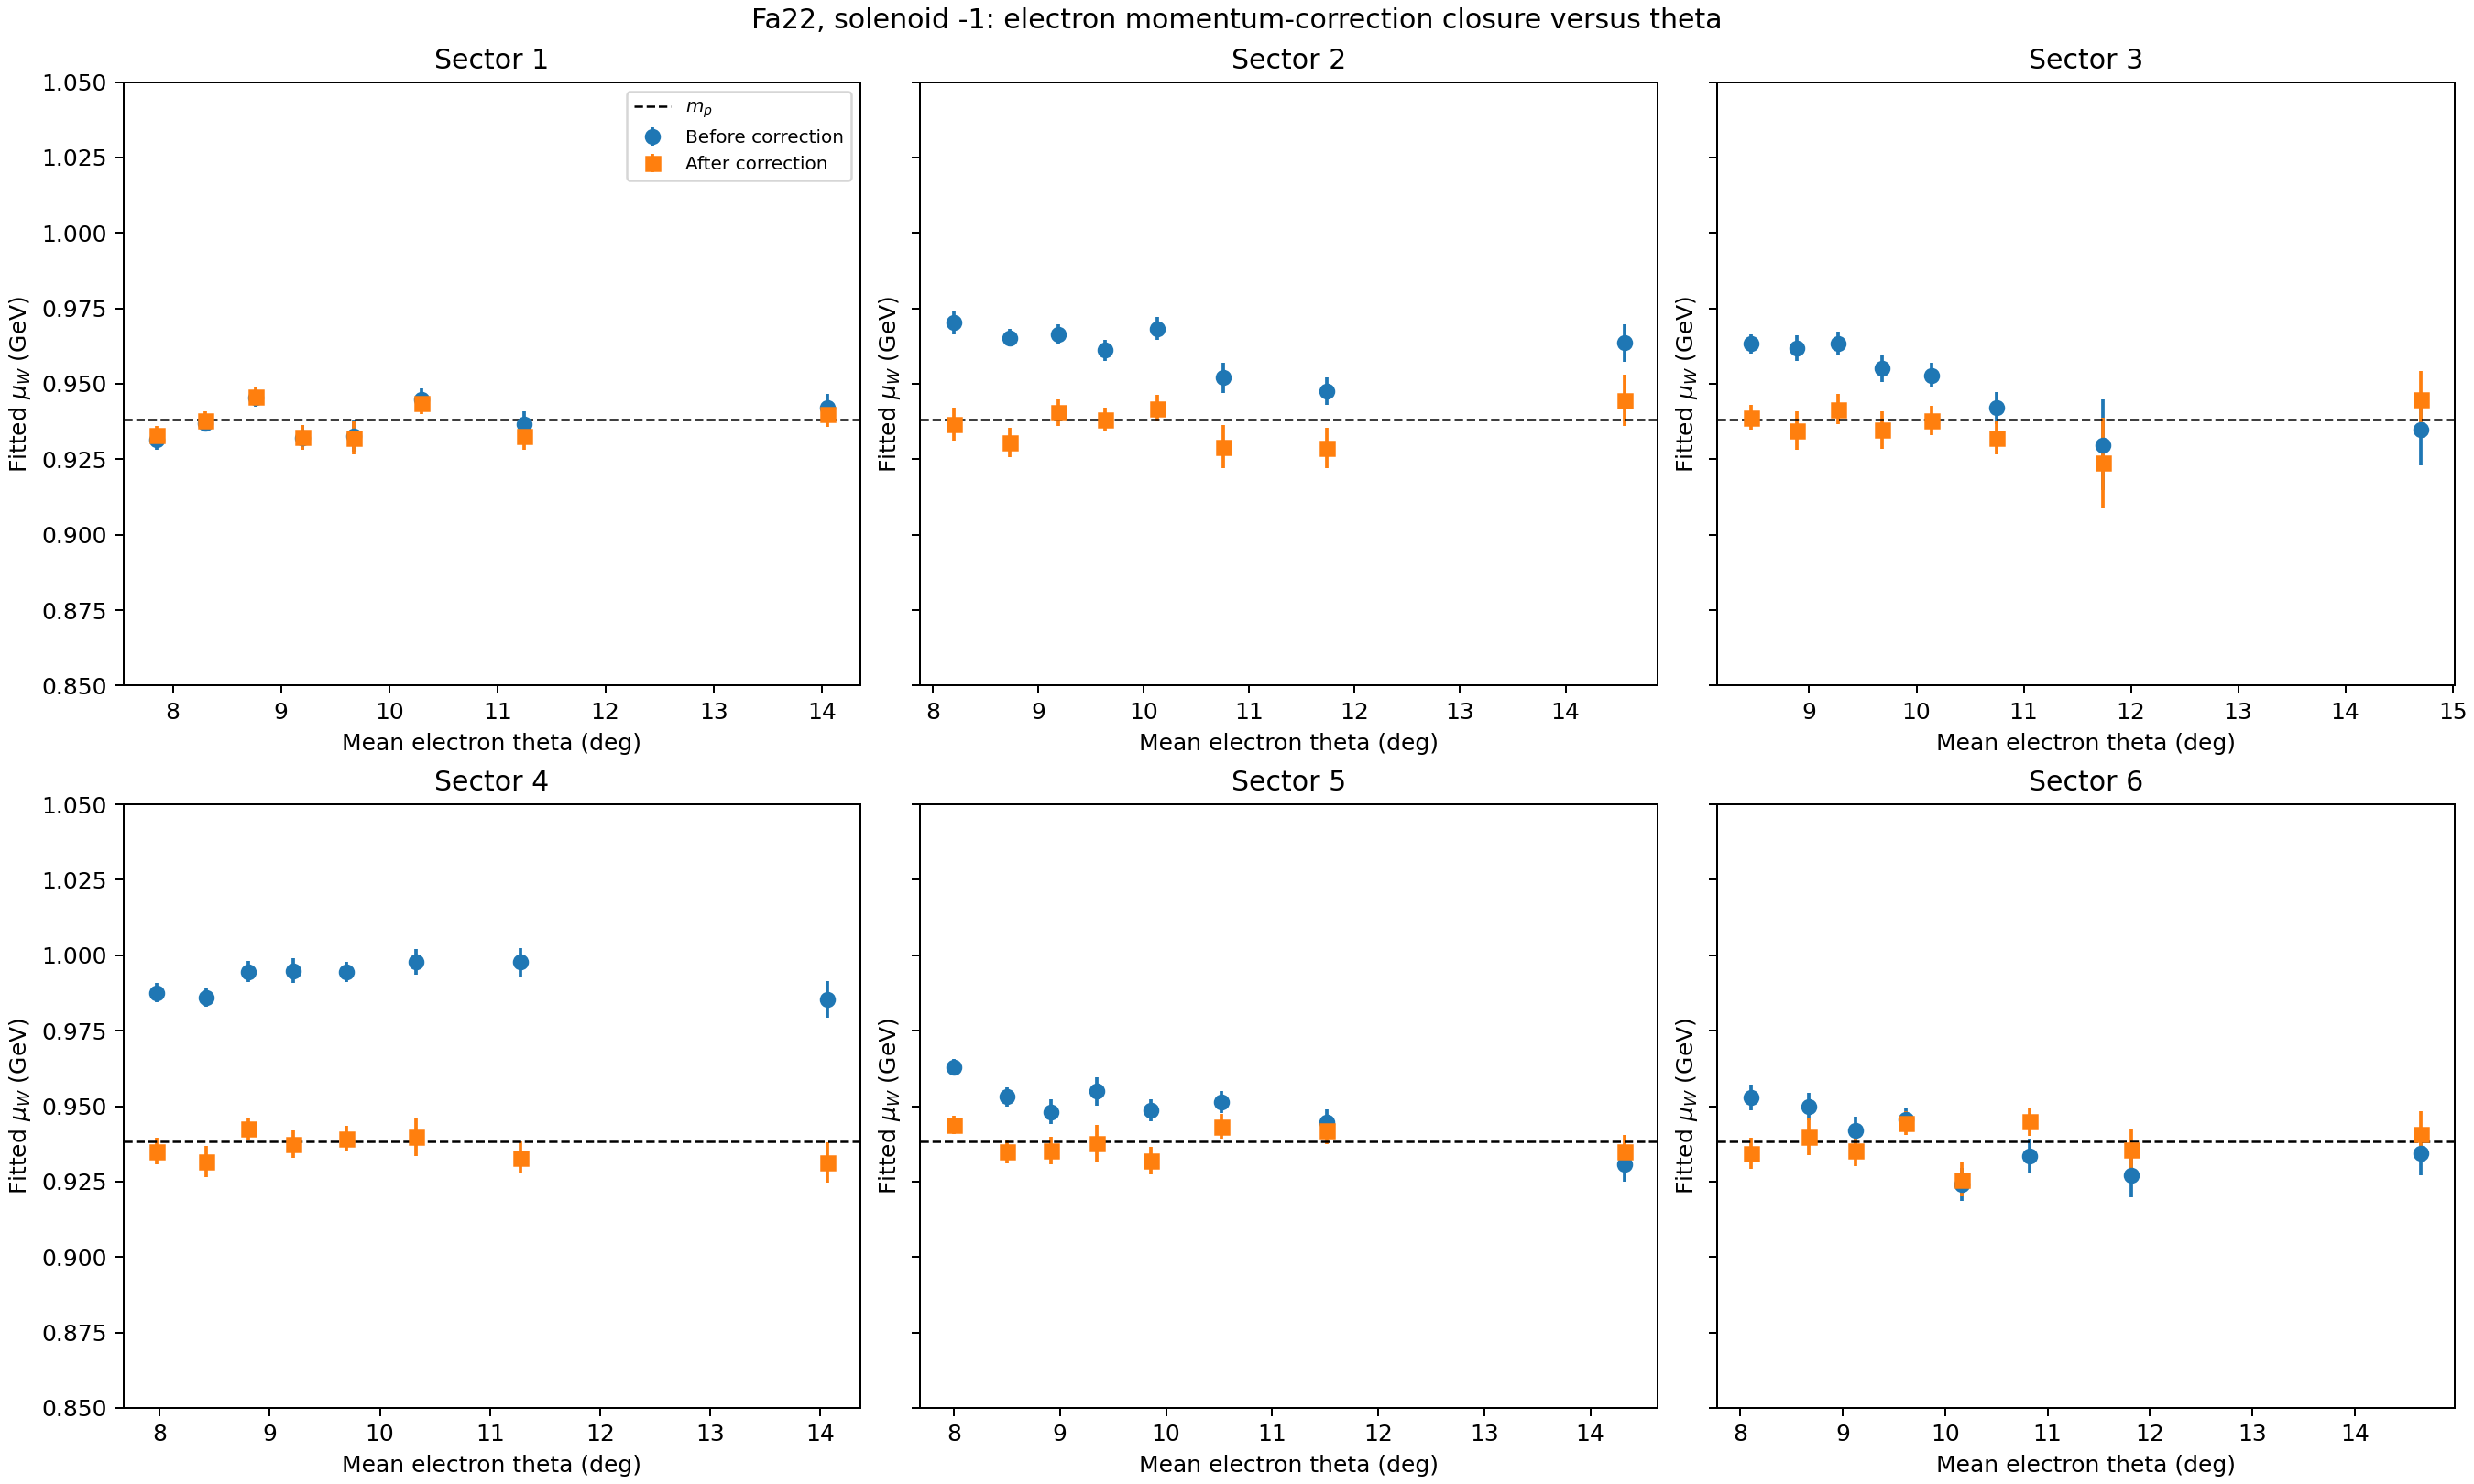 Fa22, solenoid -1: electron momentum-correction closure versus theta
Sector 1
Sector 2
Sector 3
1.050
1.025
1.000
0.975
0.950
0.925
0.900
0.875
0.850
Fitted μ_W (GeV)
Fitted μ_W (GeV)
Fitted μ_W (GeV)
m_p
Before correction
After correction
8 9 10 11 12 13 14
8 9 10 11 12 13 14
9 10 11 12 13 14 15
Mean electron theta (deg)
Mean electron theta (deg)
Mean electron theta (deg)
Sector 4
Sector 5
Sector 6
1.050
1.025
1.000
0.975
0.950
0.925
0.900
0.875
0.850
Fitted μ_W (GeV)
Fitted μ_W (GeV)
Fitted μ_W (GeV)
8 9 10 11 12 13 14
8 9 10 11 12 13 14
8 9 10 11 12 13 14
Mean electron theta (deg)
Mean electron theta (deg)
Mean electron theta (deg)